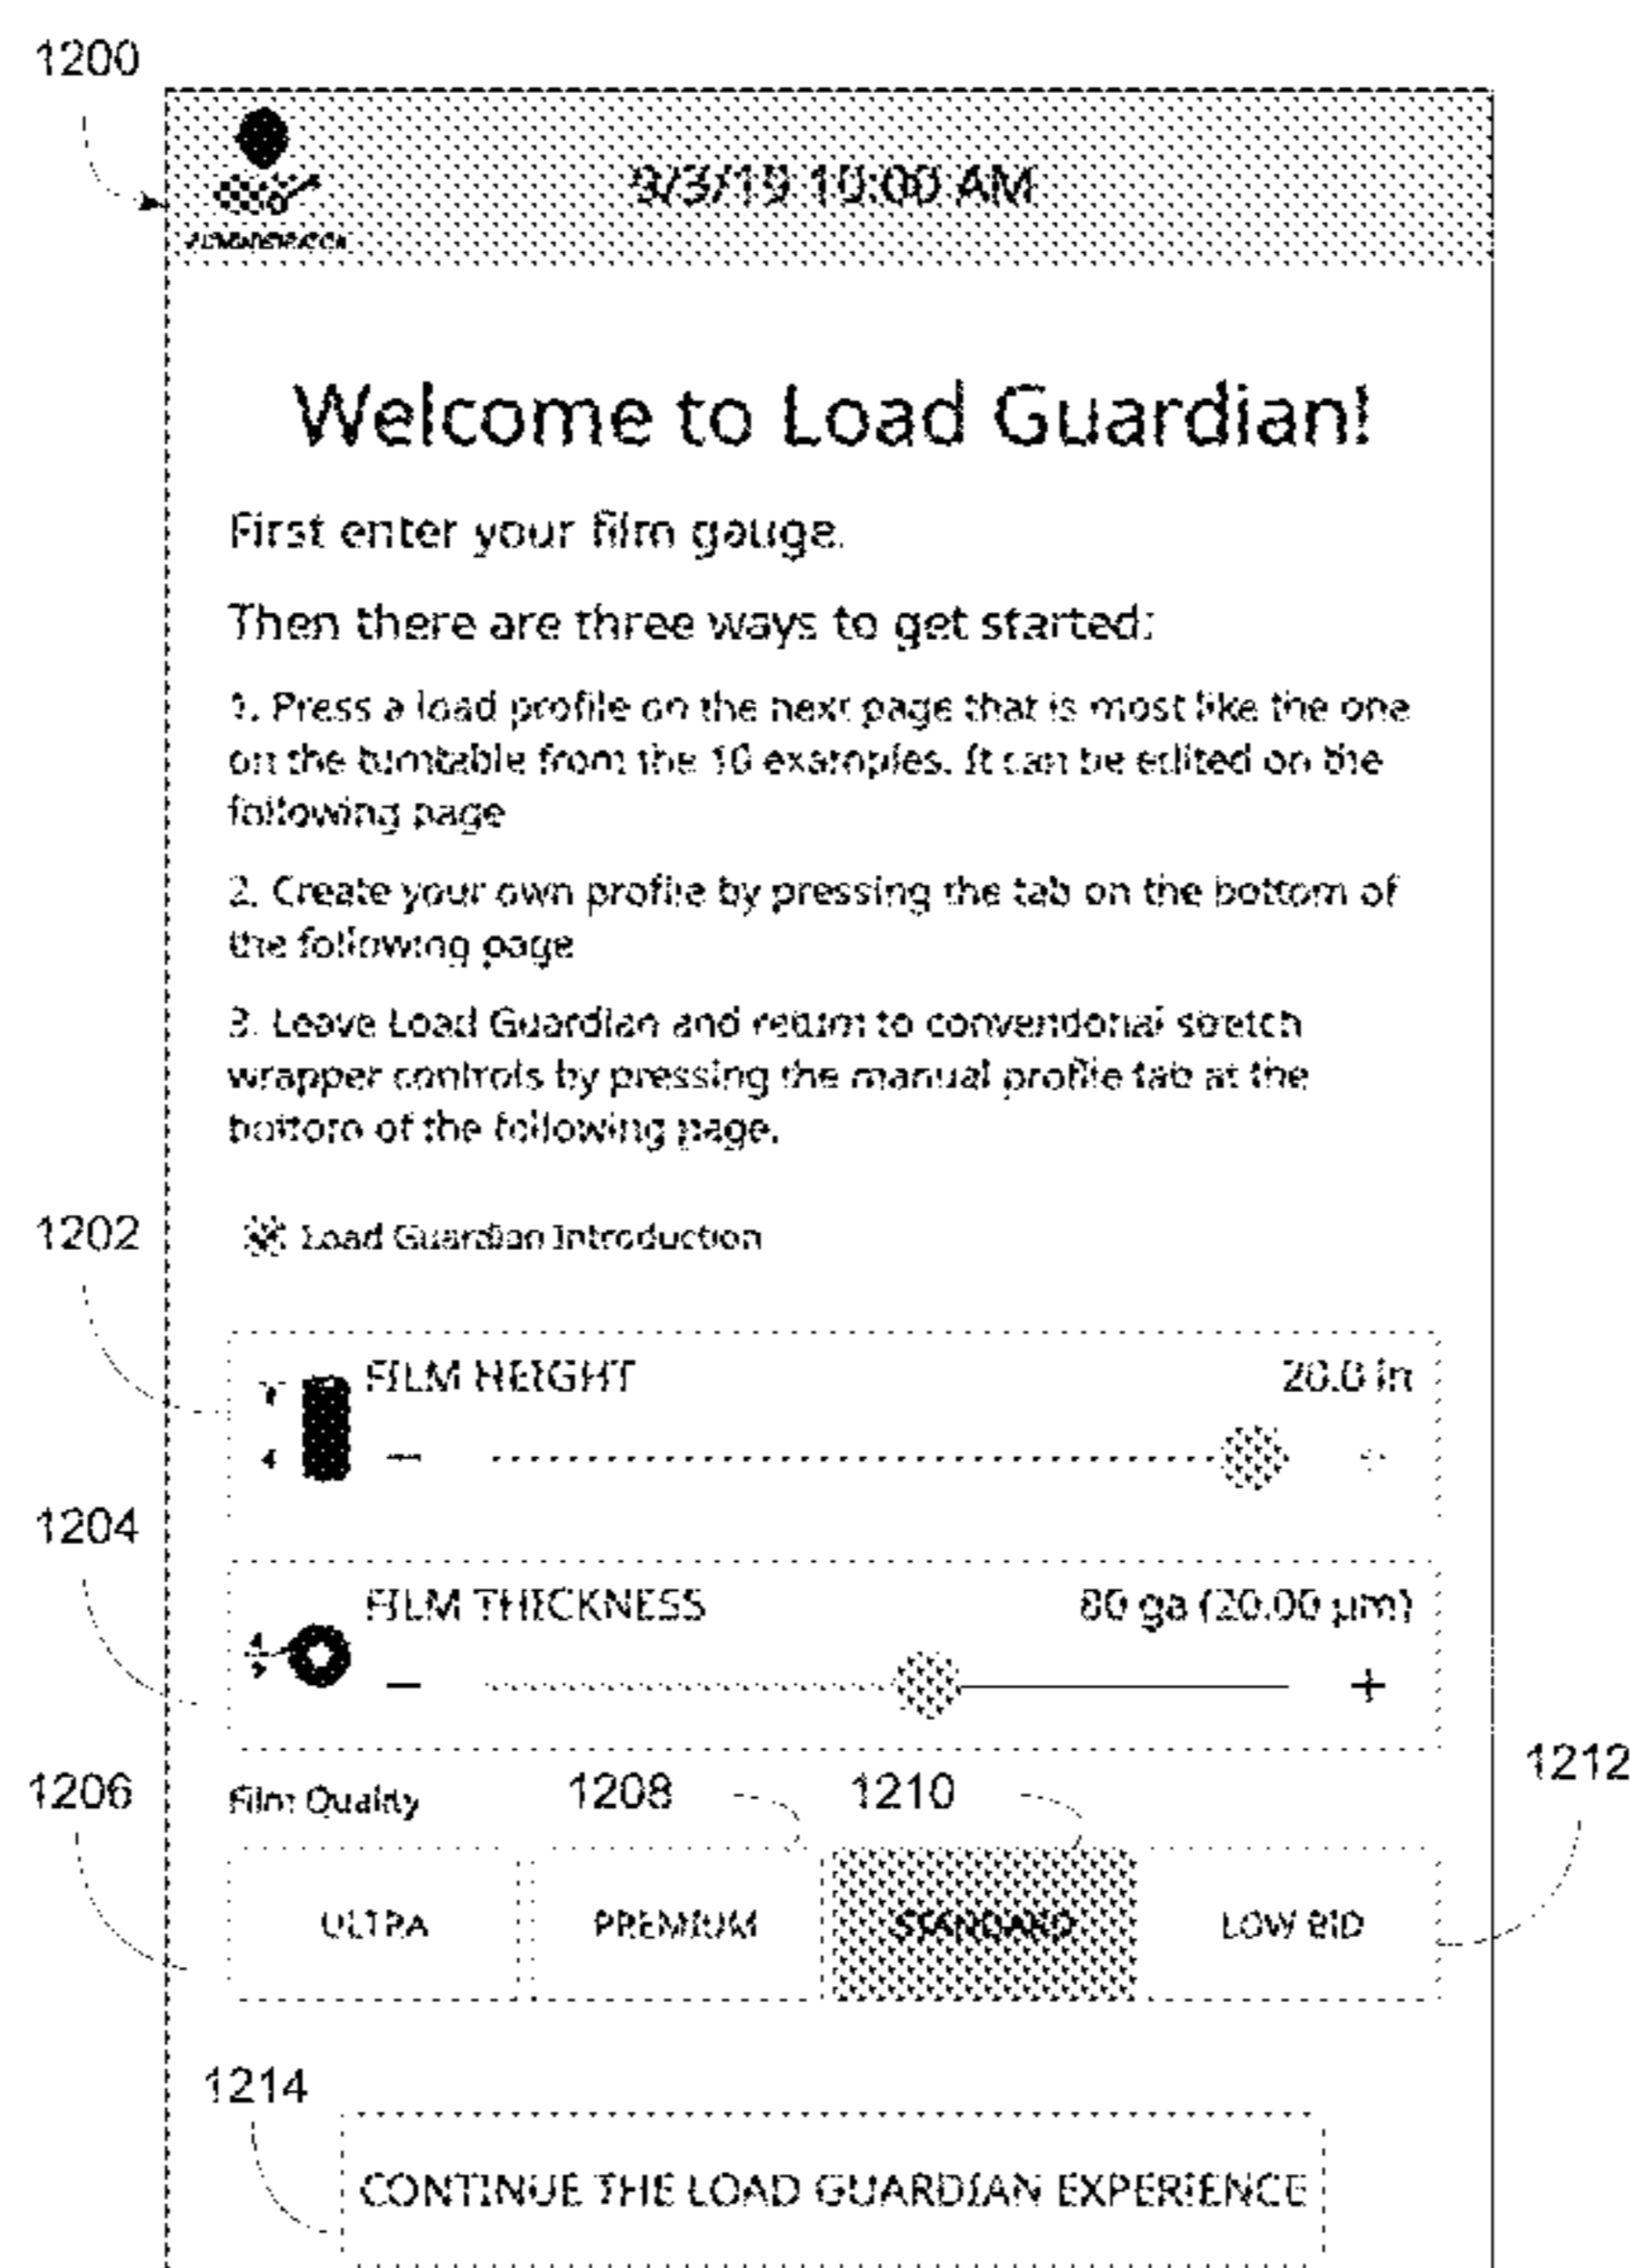 1200
9/3/19 10:00 AM
ADMINISTRATOR
Welcome to Load Guardian!
First enter your film gauge.
Then there are three ways to get started:
1. Press a load profile on the next page that is most like the one
on the turntable from the 10 examples. It can be edited on the
following page
2. Create your own profile by pressing the tab on the bottom of
the following page
3. Leave Load Guardian and return to conventional stretch
wrapper controls by pressing the manual profile tab at the
bottom of the following page.
1202
Load Guardian Introduction
FILM HEIGHT 20.0 in
− +
1204
FILM THICKNESS 80 ga (20.00 µm)
− +
1206 Film Quality 1208 1210 1212
ULTRA PREMIUM STANDARD LOW BID
1214
CONTINUE THE LOAD GUARDIAN EXPERIENCE